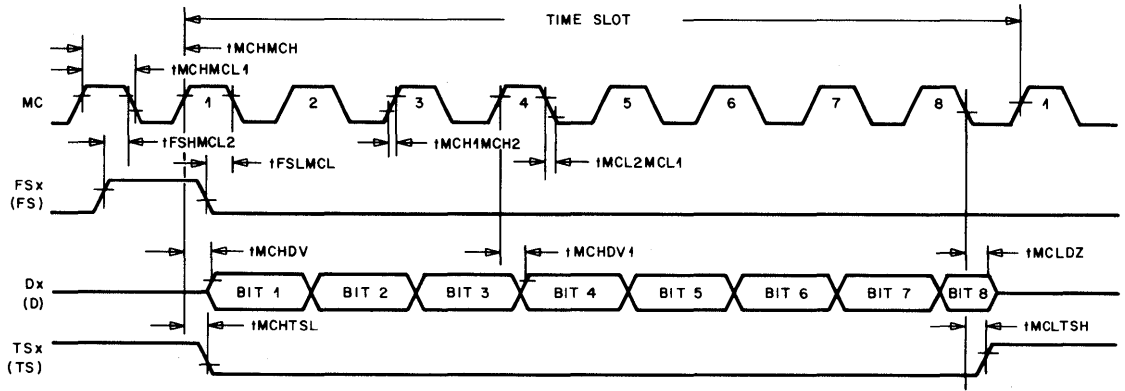 TIME SLOT
tMCHMCH
tMCHMCL1
MC
1 2 3 4 5 6 7 8 1
tFSHMCL2
tFSLMCL
tMCH1MCH2
tMCL2MCL1
FSx
(FS)
tMCHDV
tMCHDV1
tMCLDZ
Dx
(D)
BIT 1 BIT 2 BIT 3 BIT 4 BIT 5 BIT 6 BIT 7 BIT 8
tMCHTSL
tMCLTSH
TSx
(TS)